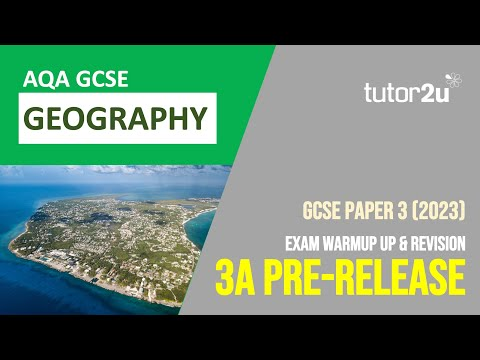 AQA GCSE
GEOGRAPHY
tutor2u
GCSE PAPER 3 (2023)
EXAM WARMUP UP & REVISION
3A PRE-RELEASE